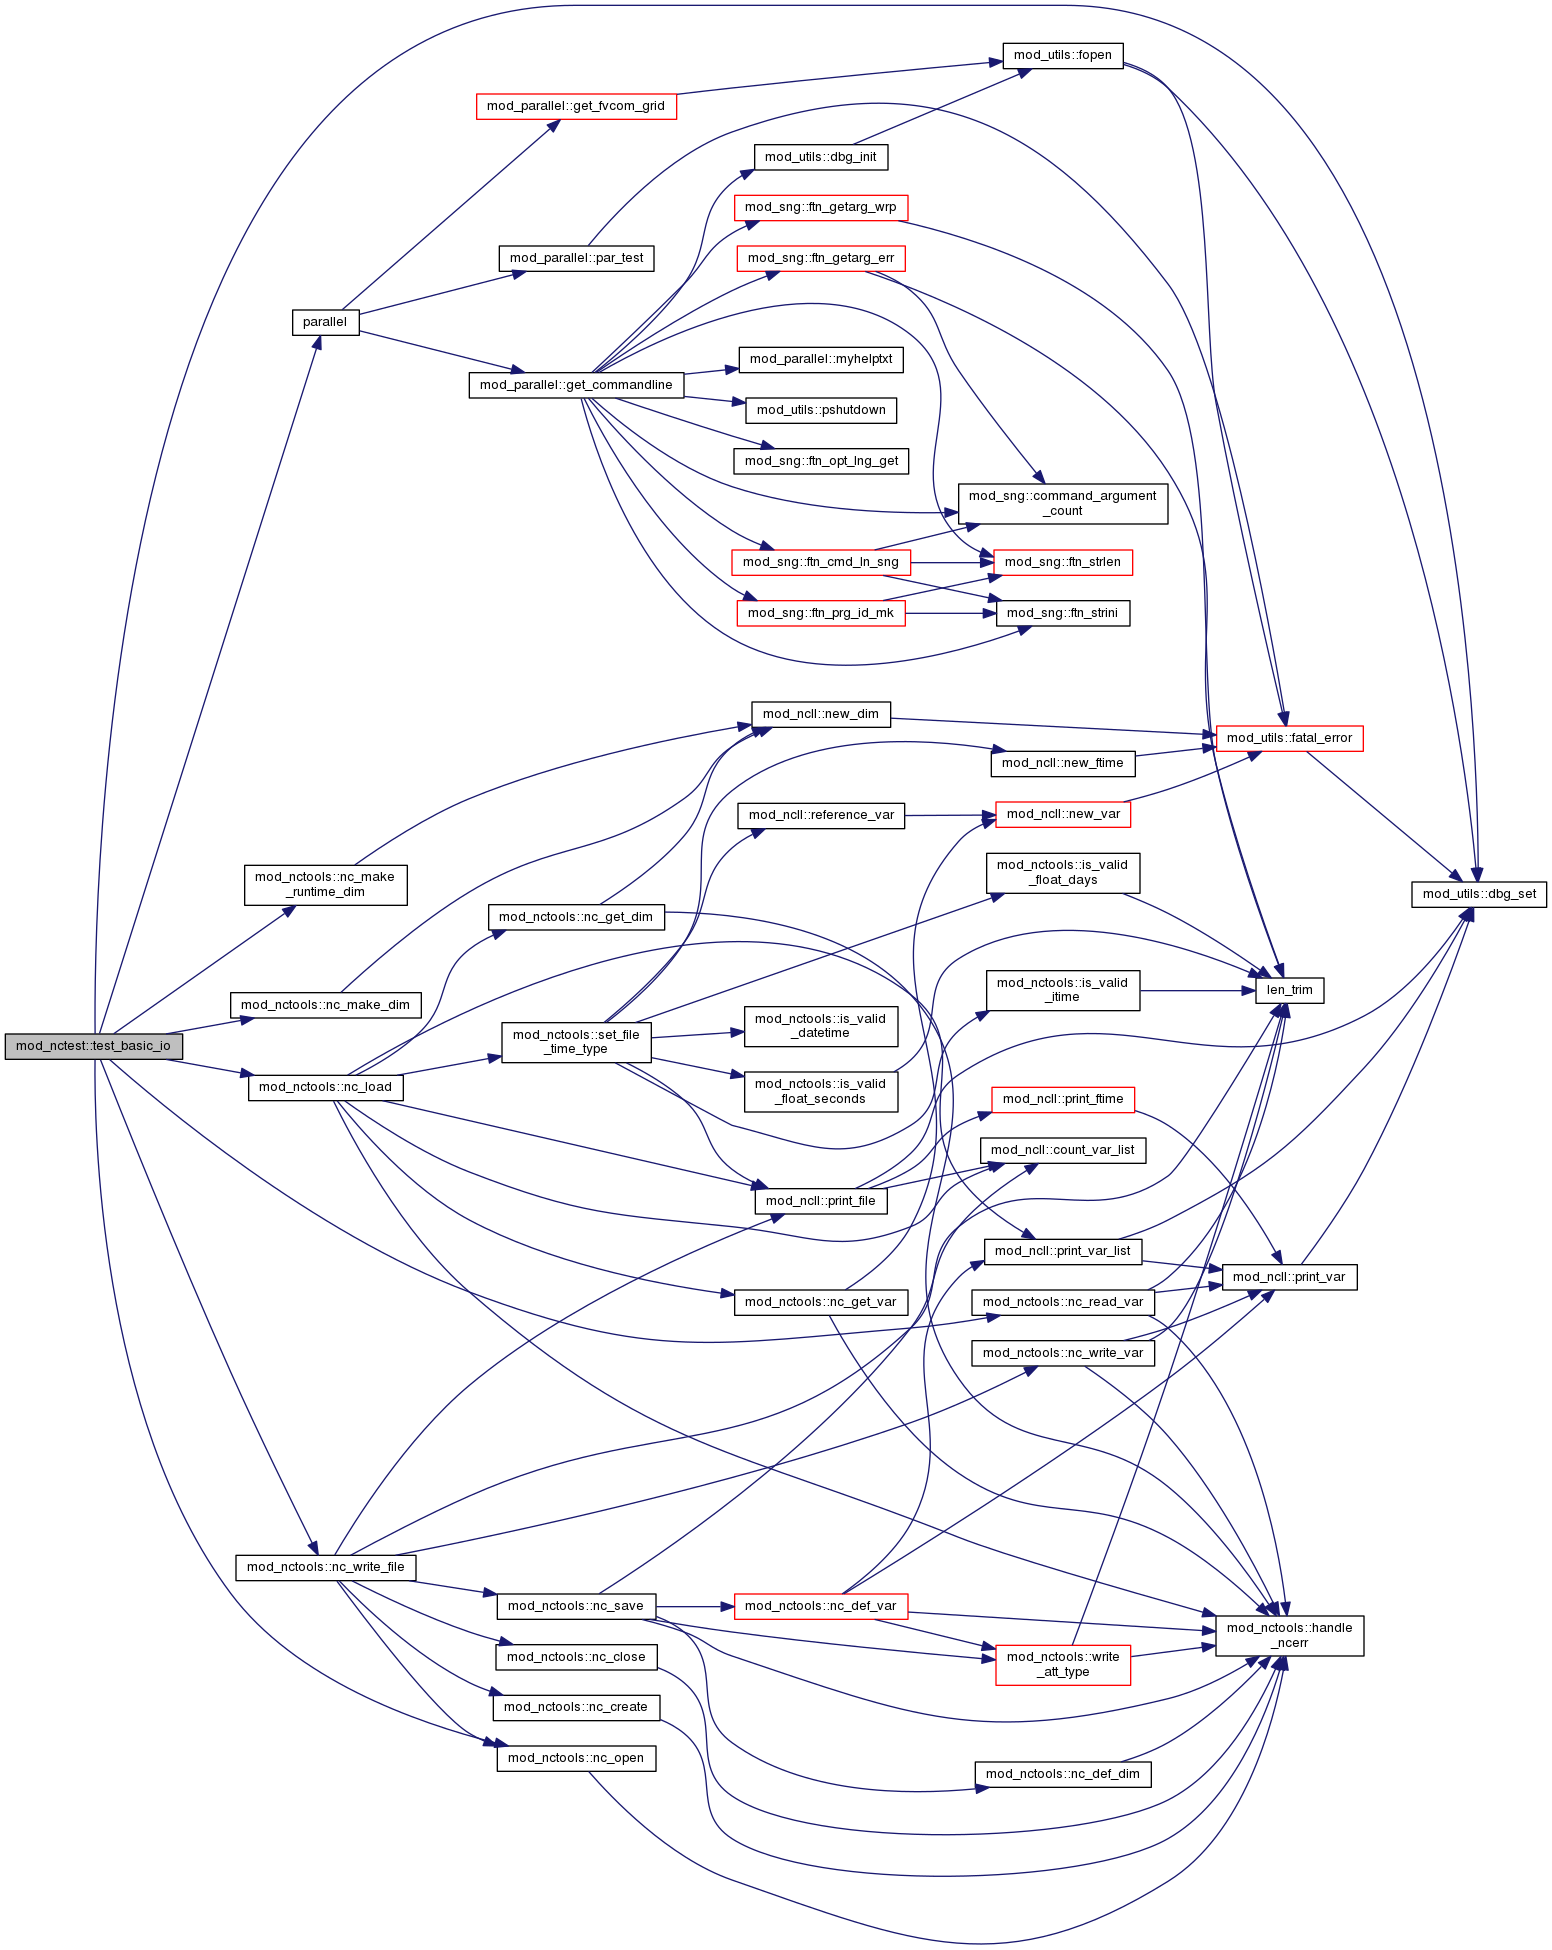 mod_utils::fopen
mod_parallel::get_fvcom_grid
mod_utils::dbg_init
mod_sng::ftn_getarg_wrp
mod_parallel::par_test
mod_sng::ftn_getarg_err
parallel
mod_parallel::myhelptxt
mod_parallel::get_commandline
mod_utils::pshutdown
mod_sng::ftn_opt_lng_get
mod_sng::command_argument
_count
mod_sng::ftn_cmd_ln_sng
mod_sng::ftn_strlen
mod_sng::ftn_prg_id_mk
mod_sng::ftn_strini
mod_ncll::new_dim
mod_utils::fatal_error
mod_ncll::new_ftime
mod_ncll::reference_var
mod_ncll::new_var
mod_nctools::nc_make
_runtime_dim
mod_nctools::is_valid
_float_days
mod_utils::dbg_set
mod_nctools::nc_get_dim
mod_nctools::is_valid
_itime
len_trim
mod_nctools::nc_make_dim
mod_nctools::is_valid
_datetime
mod_nctools::set_file
_time_type
mod_nctest::test_basic_io
mod_nctools::nc_load
mod_nctools::is_valid
_float_seconds
mod_ncll::print_ftime
mod_ncll::count_var_list
mod_ncll::print_file
mod_ncll::print_var_list
mod_ncll::print_var
mod_nctools::nc_get_var
mod_nctools::nc_read_var
mod_nctools::nc_write_var
mod_nctools::nc_write_file
mod_nctools::nc_save
mod_nctools::nc_def_var
mod_nctools::handle
_ncerr
mod_nctools::nc_close
mod_nctools::write
_att_type
mod_nctools::nc_create
mod_nctools::nc_open
mod_nctools::nc_def_dim